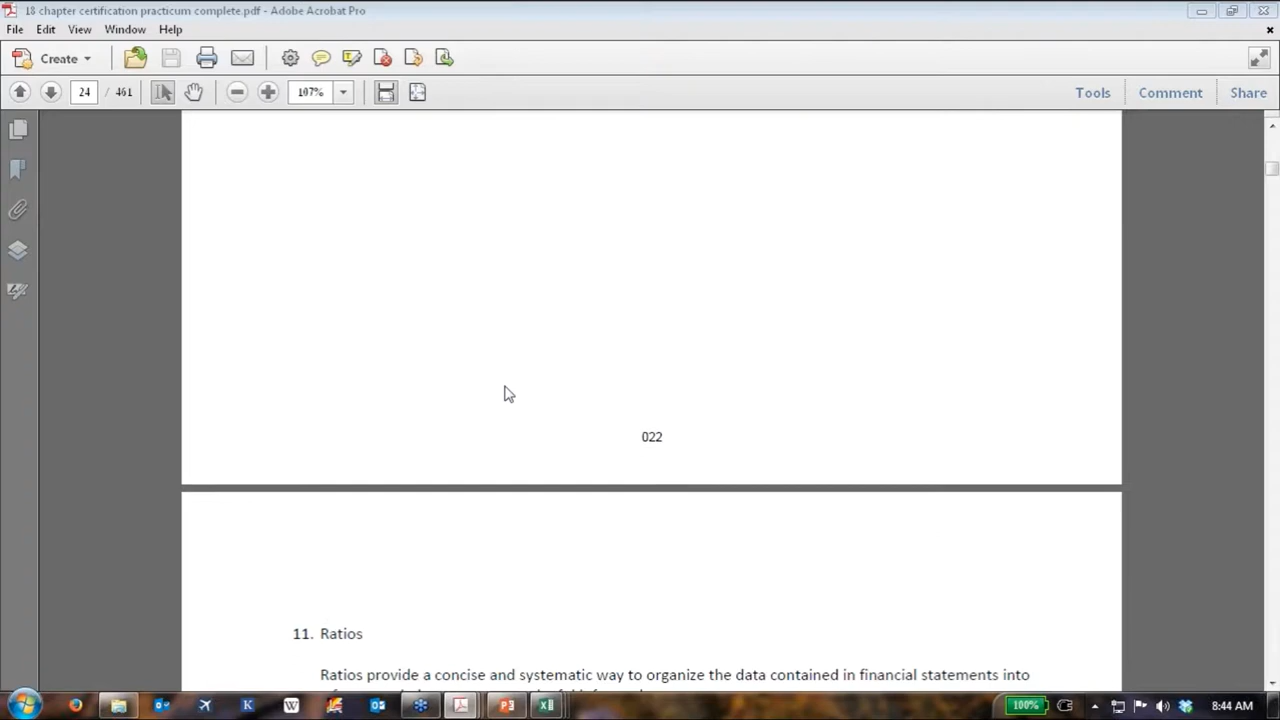 18 chapter certification practicum complete.pdf - Adobe Acrobat Pro
File Edit View Window Help
Create
24 / 461 107% Tools Comment Share
022
11. Ratios
Ratios provide a concise and systematic way to organize the data contained in financial statements into
100% 8:44 AM